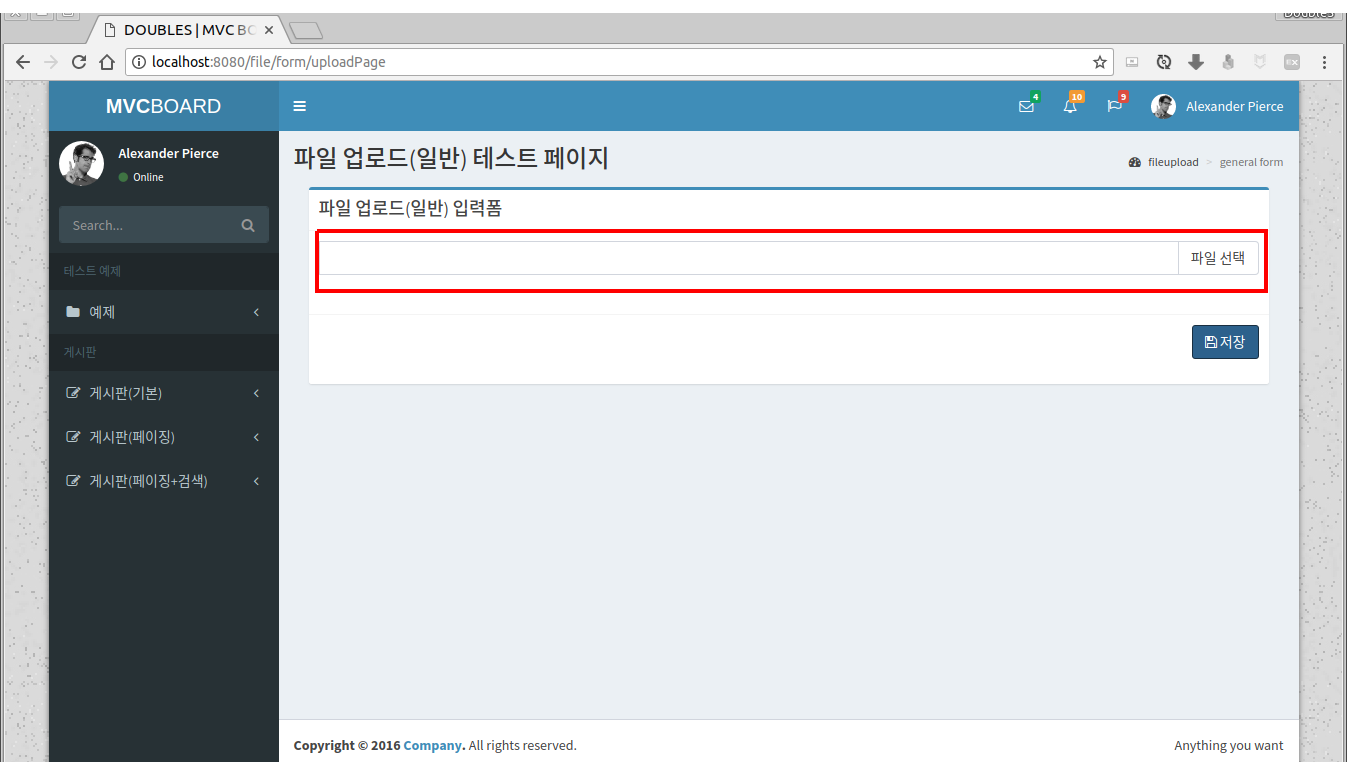 Doubles
DOUBLES | MVC BO
localhost:8080/file/form/uploadPage
MVCBOARD
4
10
9
Alexander Pierce
Alexander Pierce
Online
파일 업로드(일반) 테스트 페이지
fileupload > general form
Search...
파일 업로드(일반) 입력폼
파일 선택
테스트 예제
예제
저장
게시판
게시판(기본)
게시판(페이징)
게시판(페이징+검색)
Copyright © 2016 Company. All rights reserved.
Anything you want